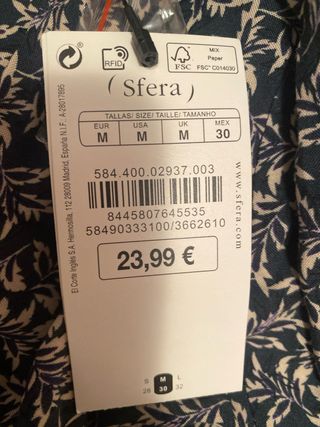 RFID
FSC
MIX
Paper
FSC® C014030
(Sfera)
TALLAS/ SIZE/ TAILLE/ TAMANHO
EUR USA UK MEX
M M M 30
584.400.02937.003
8445807645535
58490333100/3662610
23,99 €
www.sfera.com
El Corte Inglés S.A. Hermosilla, 112 28009 Madrid. España N.I.F. A-28017895
S M L
28 30 32